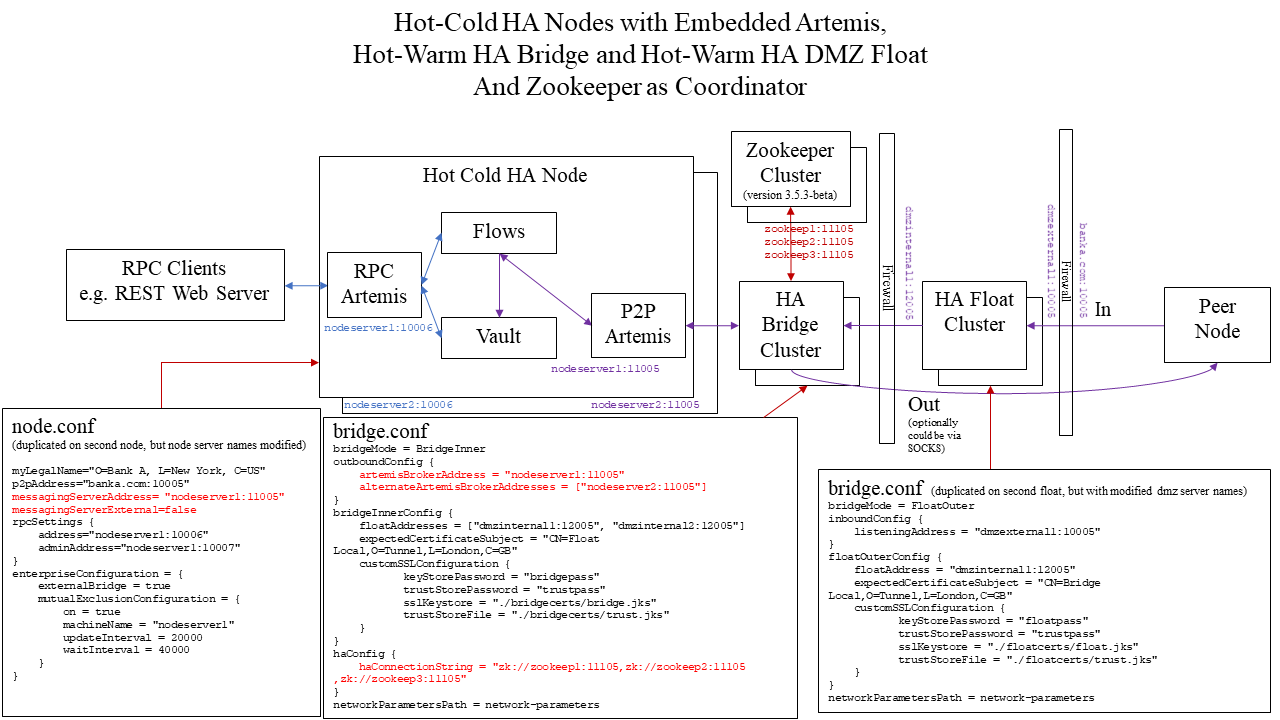 Hot-Cold HA Nodes with Embedded Artemis,
Hot-Warm HA Bridge and Hot-Warm HA DMZ Float
And Zookeeper as Coordinator
Zookeeper
Cluster
(version 3.5.3-beta)
zookeep1:11105
zookeep2:11105
zookeep3:11105
Hot Cold HA Node
Flows
RPC Clients
e.g. REST Web Server
RPC
Artemis
nodeserver1:10006
Vault
P2P
Artemis
nodeserver1:11005
nodeserver2:10006
nodeserver2:11005
HA
Bridge
Cluster
Firewall
dmzinternal1:12005
HA Float
Cluster
dmzexternal1:10005
Firewall
banka.com:10005
In
Peer
Node
Out
(optionally
could be via
SOCKS)
node.conf
(duplicated on second node, but node server names modified)
myLegalName="O=Bank A, L=New York, C=US"
p2pAddress="banka.com:10005"
messagingServerAddress= "nodeserver1:11005"
messagingServerExternal=false
rpcSettings {
address="nodeserver1:10006"
adminAddress="nodeserver1:10007"
}
enterpriseConfiguration = {
externalBridge = true
mutualExclusionConfiguration = {
on = true
machineName = "nodeserver1"
updateInterval = 20000
waitInterval = 40000
}
}
bridge.conf
bridgeMode = BridgeInner
outboundConfig {
artemisBrokerAddress = "nodeserver1:11005"
alternateArtemisBrokerAddresses = ["nodeserver2:11005"]
}
bridgeInnerConfig {
floatAddresses = ["dmzinternal1:12005", "dmzinternal2:12005"]
expectedCertificateSubject = "CN=Float
Local,O=Tunnel,L=London,C=GB"
customSSLConfiguration {
keyStorePassword = "bridgepass"
trustStorePassword = "trustpass"
sslKeystore = "./bridgecerts/bridge.jks"
trustStoreFile = "./bridgecerts/trust.jks"
}
}
haConfig {
haConnectionString = "zk://zookeep1:11105,zk://zookeep2:11105
,zk://zookeep3:11105"
}
networkParametersPath = network-parameters
bridge.conf (duplicated on second float, but with modified dmz server names)
bridgeMode = FloatOuter
inboundConfig {
listeningAddress = "dmzexternal1:10005"
}
floatOuterConfig {
floatAddress = "dmzinternal1:12005"
expectedCertificateSubject = "CN=Bridge
Local,O=Tunnel,L=London,C=GB"
customSSLConfiguration {
keyStorePassword = "floatpass"
trustStorePassword = "trustpass"
sslKeystore = "./floatcerts/float.jks"
trustStoreFile = "./floatcerts/trust.jks"
}
}
networkParametersPath = network-parameters